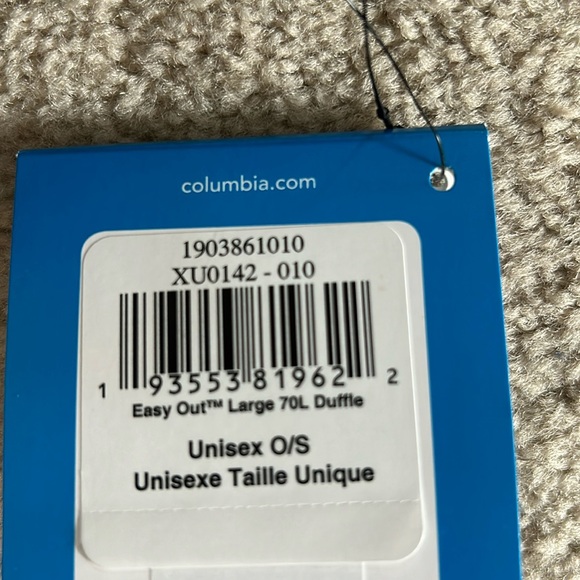 columbia.com
1903861010
XU0142 - 010
1 93553 81962 2
Easy Out™ Large 70L Duffle
Unisex O/S
Unisexe Taille Unique